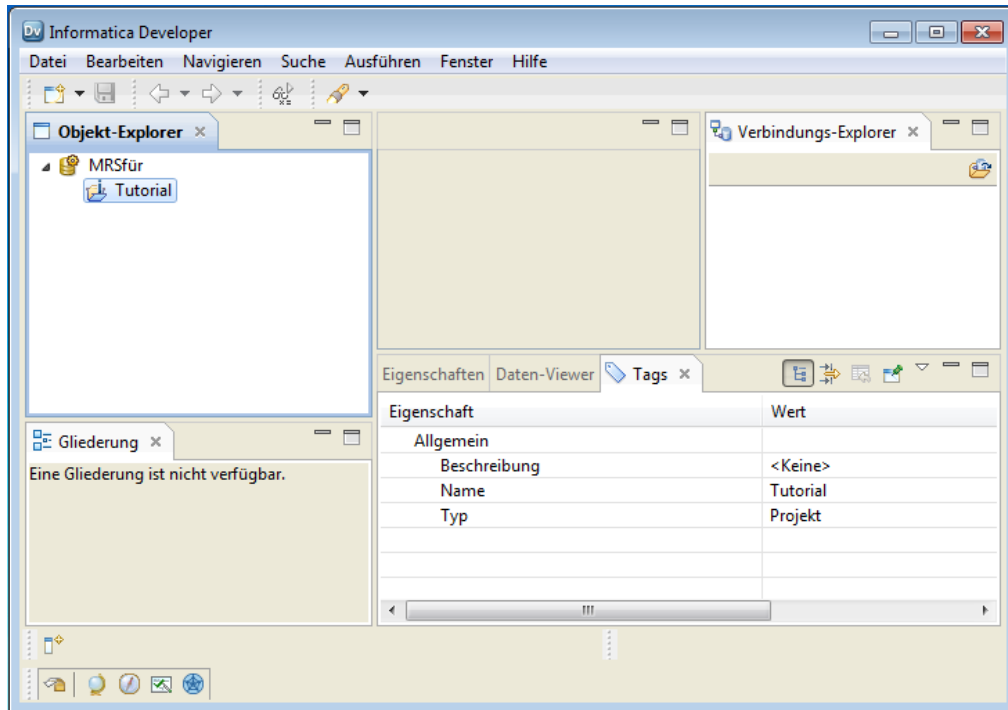 Dv Informatica Developer
Datei Bearbeiten Navigieren Suche Ausführen Fenster Hilfe
Objekt-Explorer
Verbindungs-Explorer
MRSfür
Tutorial
Eigenschaften Daten-Viewer Tags
Eigenschaft Wert
Allgemein
Beschreibung <Keine>
Name Tutorial
Typ Projekt
Gliederung
Eine Gliederung ist nicht verfügbar.